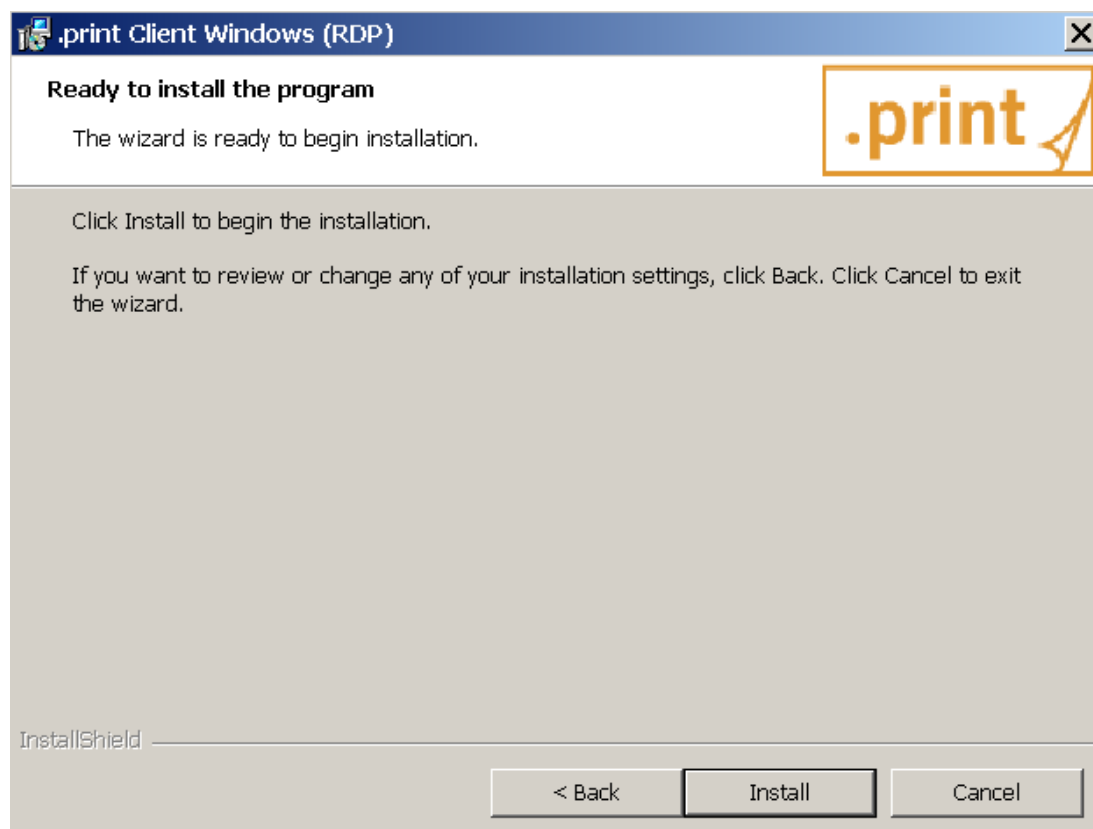 .print Client Windows (RDP)
Ready to install the program
The wizard is ready to begin installation.
.print
Click Install to begin the installation.
If you want to review or change any of your installation settings, click Back. Click Cancel to exit
the wizard.
InstallShield
< Back Install Cancel